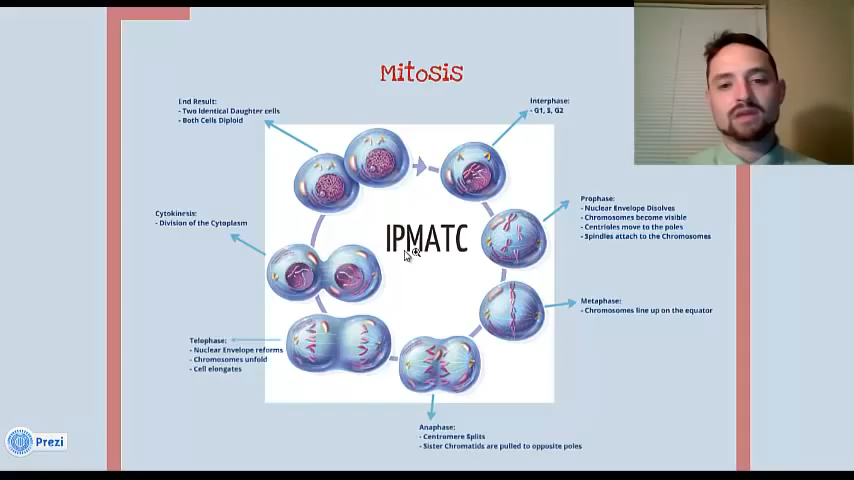 Mitosis
End Result:
- Two Identical Daughter cells
- Both Cells Diploid
Interphase:
- G1, S, G2
Prophase:
- Nuclear Envelope Disolves
- Chromosomes become visible
- Centrioles move to the poles
- Spindles attach to the Chromosomes
Cytokinesis:
- Division of the Cytoplasm
IPMATC
Metaphase:
- Chromosomes line up on the equator
Telophase:
- Nuclear Envelope reforms
- Chromosomes unfold
- Cell elongates
Anaphase:
- Centromere Splits
- Sister Chromatids are pulled to opposite poles
Prezi